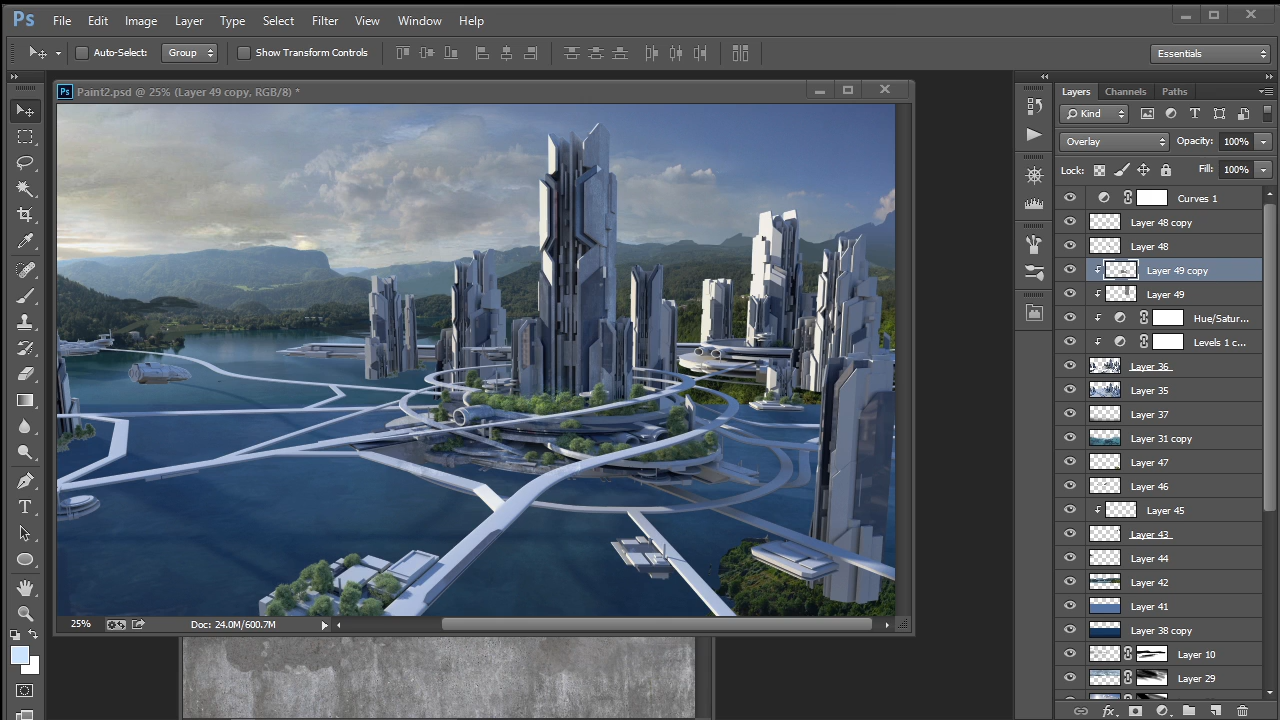 Ps File Edit Image Layer Type Select Filter View Window Help
Auto-Select: Group Show Transform Controls Essentials
Ps Paint2.psd @ 25% (Layer 49 copy, RGB/8) *
Layers Channels Paths
Kind T
Overlay Opacity: 100%
Lock: Fill: 100%
Curves 1
Layer 48 copy
Layer 48
Layer 49 copy
Layer 49
Hue/Satur...
Levels 1 c...
Layer 36
Layer 35
Layer 37
Layer 31 copy
Layer 47
Layer 46
Layer 45
Layer 43
Layer 44
Layer 42
Layer 41
Layer 38 copy
Layer 10
Layer 29
T
25% Doc: 24.0M/600.7M
fx